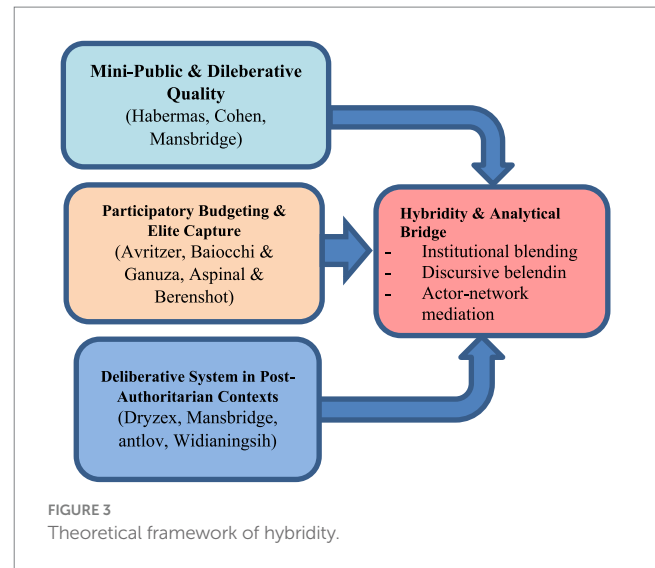 Mini-Public & Dileberative
Quality
(Habermas, Cohen,
Mansbridge)
Participatory Budgeting &
Elite Capture
(Avritzer, Baiocchi &
Ganuza, Aspinal &
Berenshot)
Hybridity & Analytical
Bridge
- Institutional blending
- Discursive belendin
- Actor-network
mediation
Deliberative System in Post-
Authoritarian Contexts
(Dryzex, Mansbridge,
antlov, Widianingsih)
FIGURE 3
Theoretical framework of hybridity.